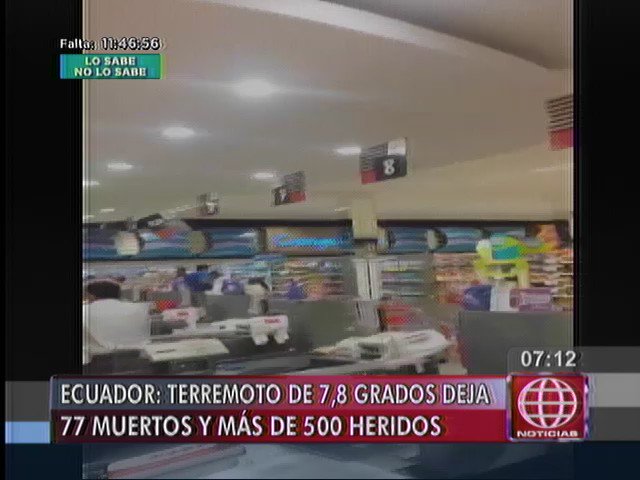 Falta: 11:46:56
LO SABE
NO LO SABE
8
7
07:12
ECUADOR: TERREMOTO DE 7,8 GRADOS DEJA
77 MUERTOS Y MÁS DE 500 HERIDOS
NOTICIAS